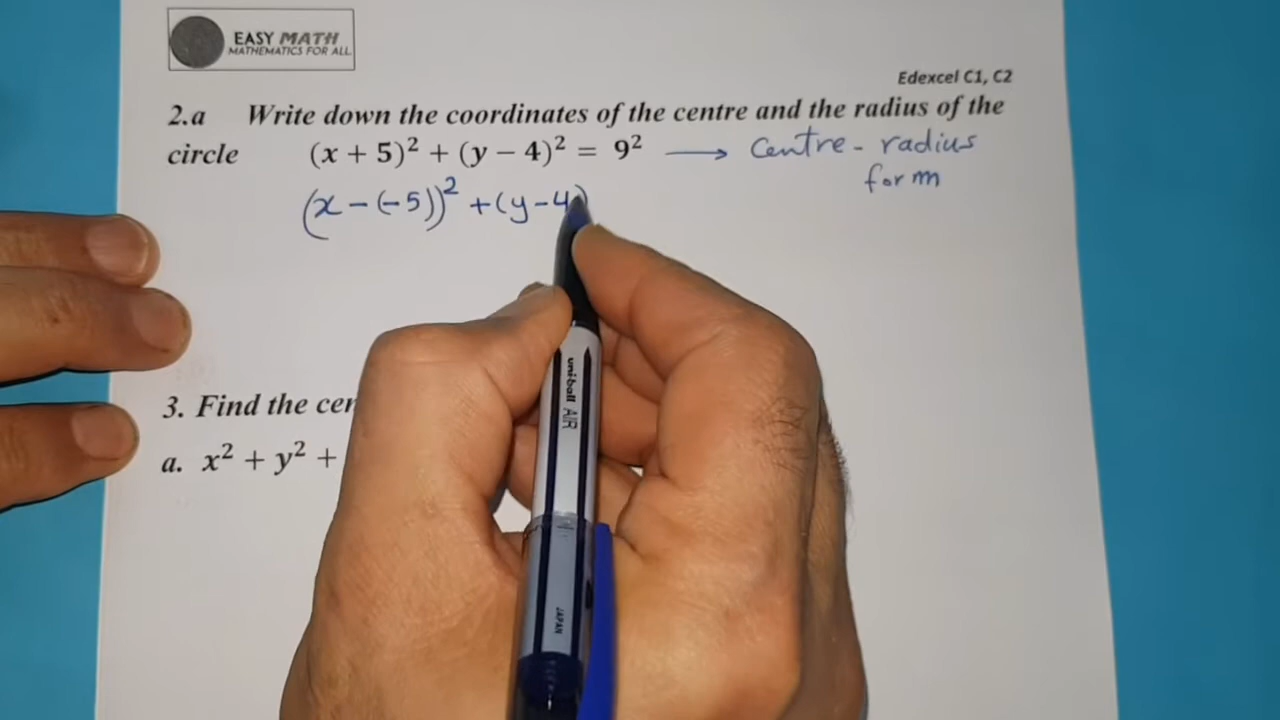 EASY MATH
MATHEMATICS FOR ALL
Edexcel C1, C2
2.a Write down the coordinates of the centre and the radius of the
circle (x + 5)² + (y − 4)² = 9² → Centre - radius
form
(x − (−5))² + (y − 4)
3. Find the cen
a. x² + y² +
uni-ball AIR
JAPAN